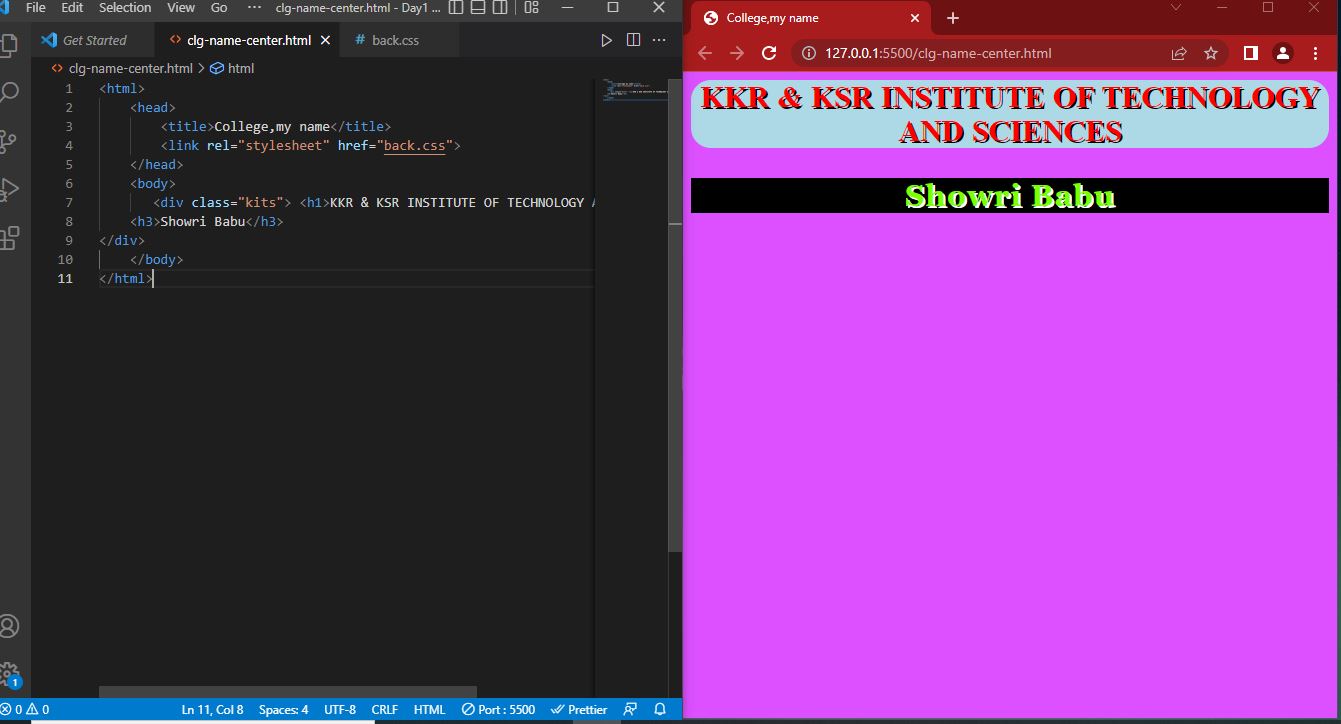 File Edit Selection View Go ··· clg-name-center.html - Day1 ...
Get Started clg-name-center.html back.css
clg-name-center.html > html
1 <html>
2 <head>
3 <title>College,my name</title>
4 <link rel="stylesheet" href="back.css">
5 </head>
6 <body>
7 <div class="kits"> <h1>KKR & KSR INSTITUTE OF TECHNOLOGY A
8 <h3>Showri Babu</h3>
9 </div>
10 </body>
11 </html>
1
0 0 Ln 11, Col 8 Spaces: 4 UTF-8 CRLF HTML Port : 5500 Prettier
College,my name
127.0.0.1:5500/clg-name-center.html
KKR & KSR INSTITUTE OF TECHNOLOGY
AND SCIENCES
Showri Babu